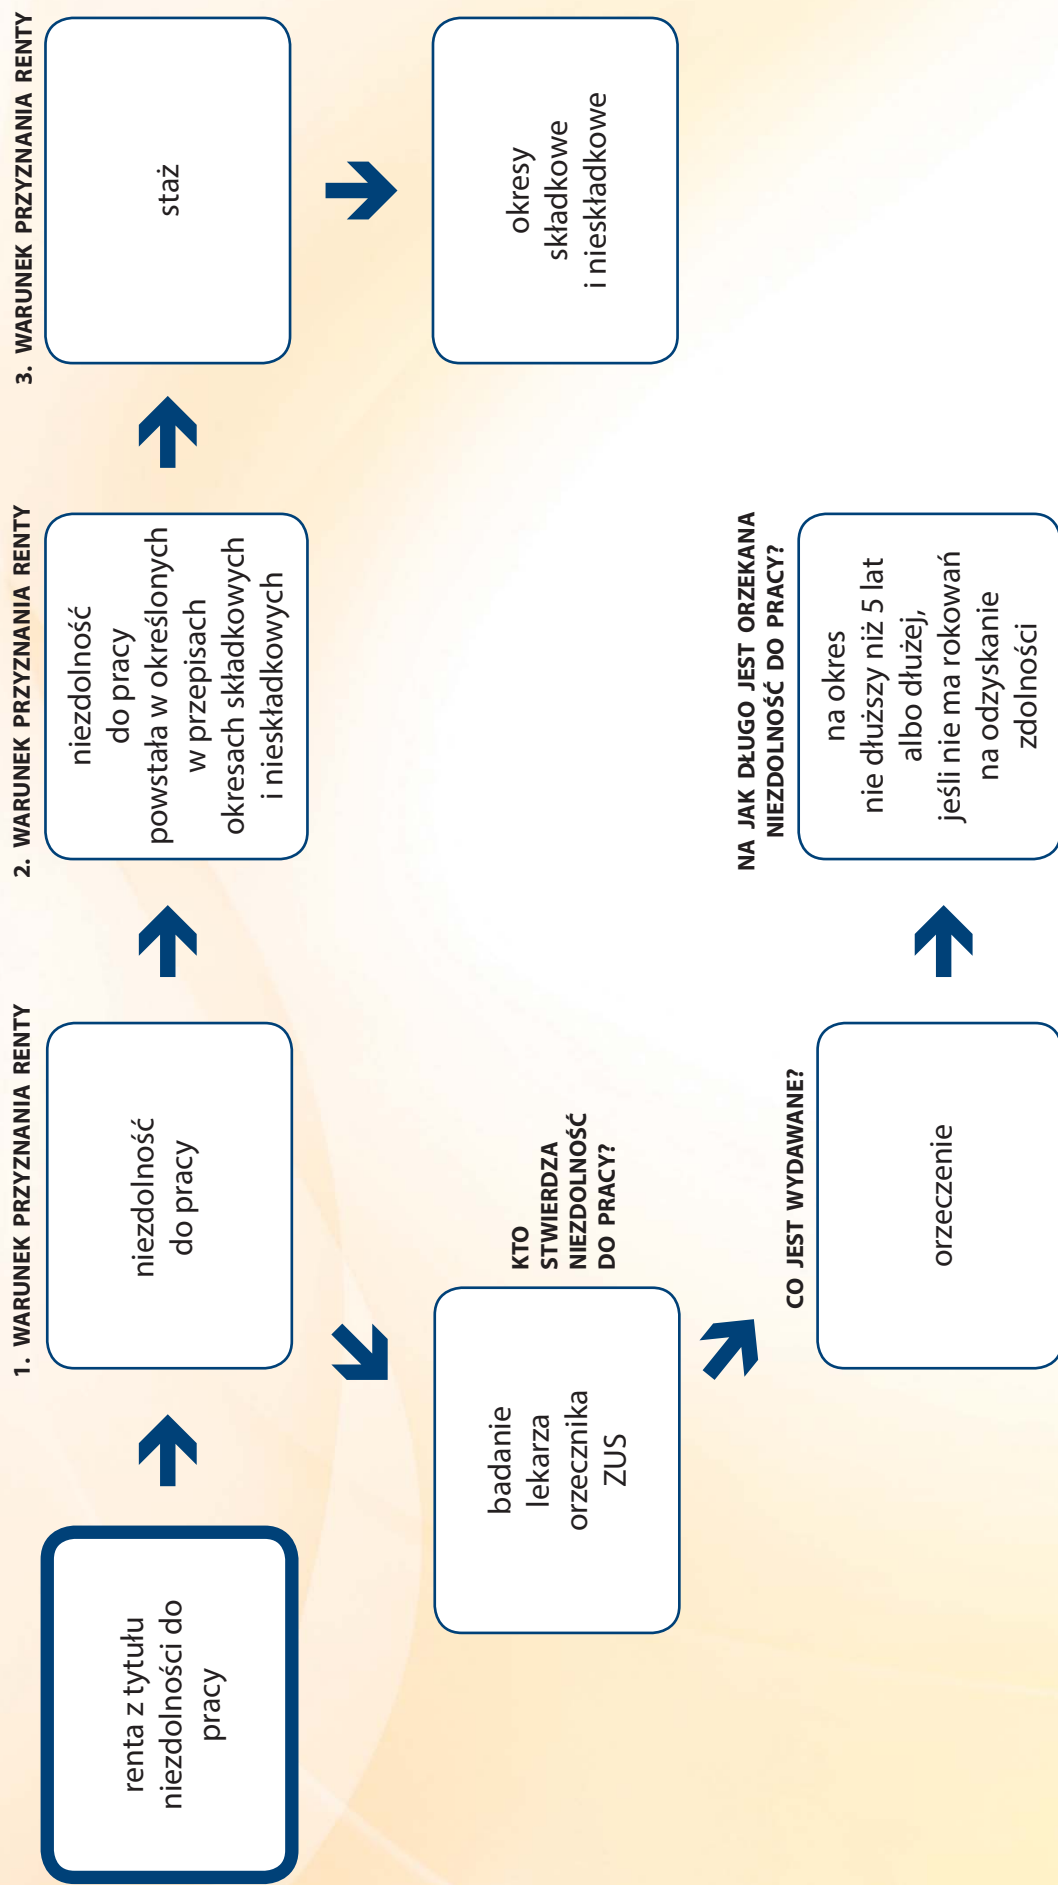 renta z tytułu
niezdolności do
pracy
1. WARUNEK PRZYZNANIA RENTY
niezdolność
do pracy
2. WARUNEK PRZYZNANIA RENTY
niezdolność
do pracy
powstała w określonych
w przepisach
okresach składkowych
i nieskładkowych
3. WARUNEK PRZYZNANIA RENTY
staż
okresy
składkowe
i nieskładkowe
KTO
STWIERDZA
NIEZDOLNOŚĆ
DO PRACY?
badanie
lekarza
orzecznika
ZUS
CO JEST WYDAWANE?
orzeczenie
NA JAK DŁUGO JEST ORZEKANA
NIEZDOLNOŚĆ DO PRACY?
na okres
nie dłuższy niż 5 lat
albo dłużej,
jeśli nie ma rokowań
na odzyskanie
zdolności